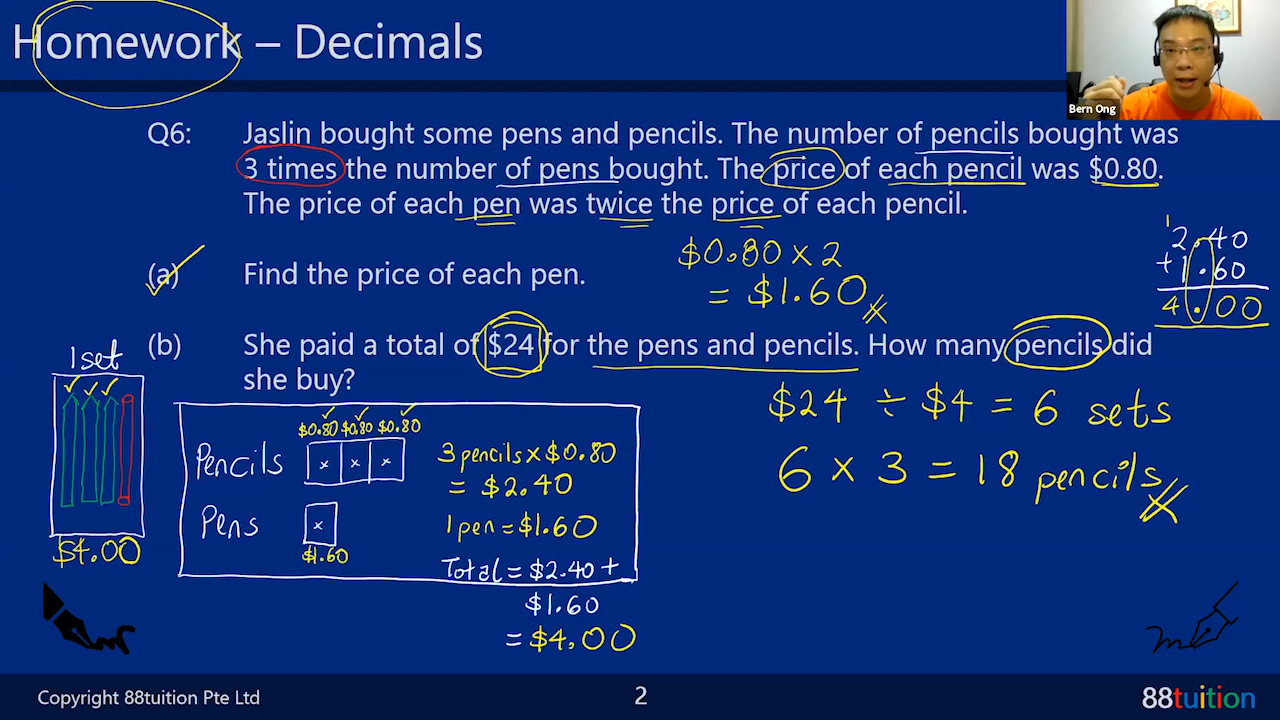 Homework – Decimals
Bern Ong
Q6: Jaslin bought some pens and pencils. The number of pencils bought was
3 times the number of pens bought. The price of each pencil was $0.80.
The price of each pen was twice the price of each pencil.
(a) Find the price of each pen.
$0.80 x 2
= $1.60
1
2.40
+ 1.60
4.00
(b) She paid a total of $24 for the pens and pencils. How many pencils did
she buy?
1 set
$4.00
$0.80 $0.80 $0.80
Pencils
Pens
$1.60
3 pencils x $0.80
= $2.40
1 pen = $1.60
Total = $2.40 +
$1.60
= $4.00
$24 ÷ $4 = 6 sets
6 x 3 = 18 pencils
Copyright 88tuition Pte Ltd
2
88tuition